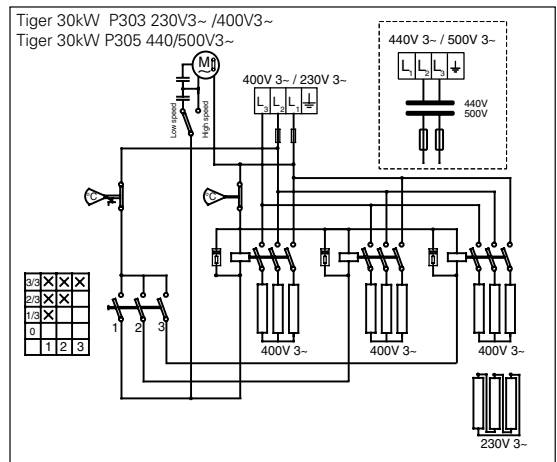 Tiger 30kW P303 230V3~ /400V3~
Tiger 30kW P305 440/500V3~
M
Low speed
High speed
400V 3~ / 230V 3~
L3 L2 L1
440V 3~ / 500V 3~
L1 L2 L3
440V
500V
°C
°C
3/3 X X X
2/3 X X
1/3 X
0
1 2 3
1 2 3
400V 3~
400V 3~
400V 3~
230V 3~